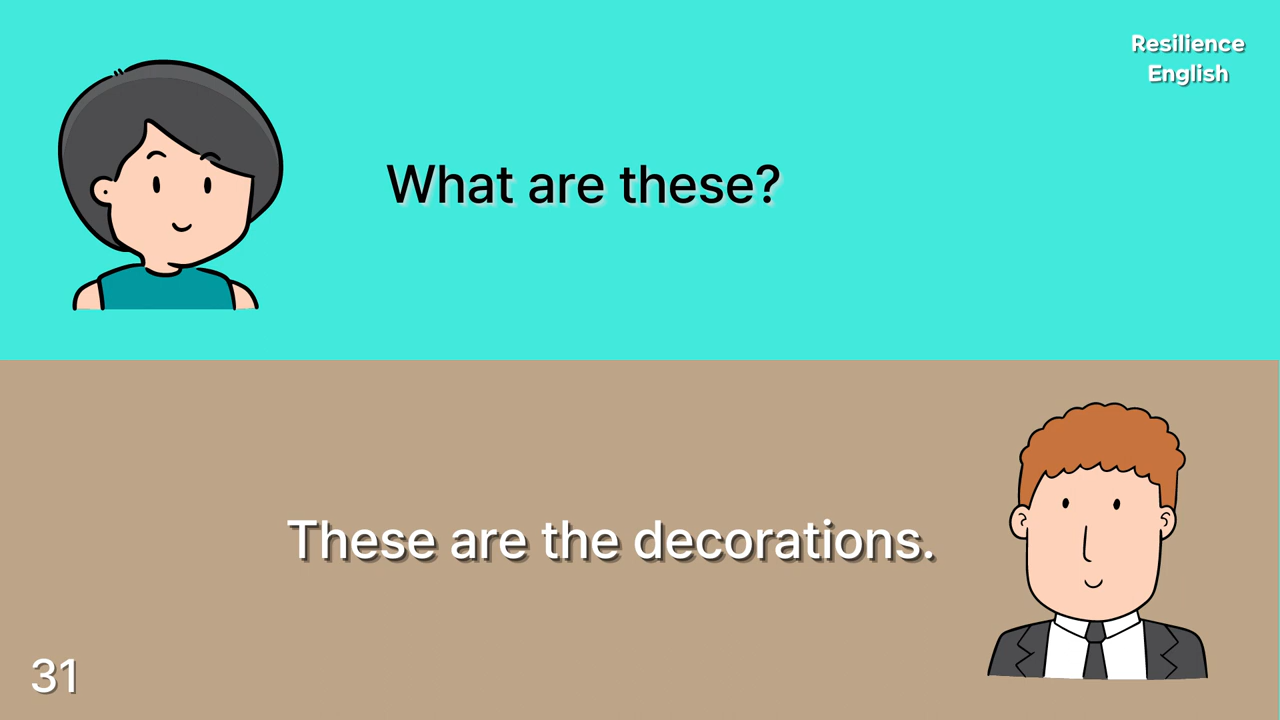 Resilience
English
What are these?
These are the decorations.
31